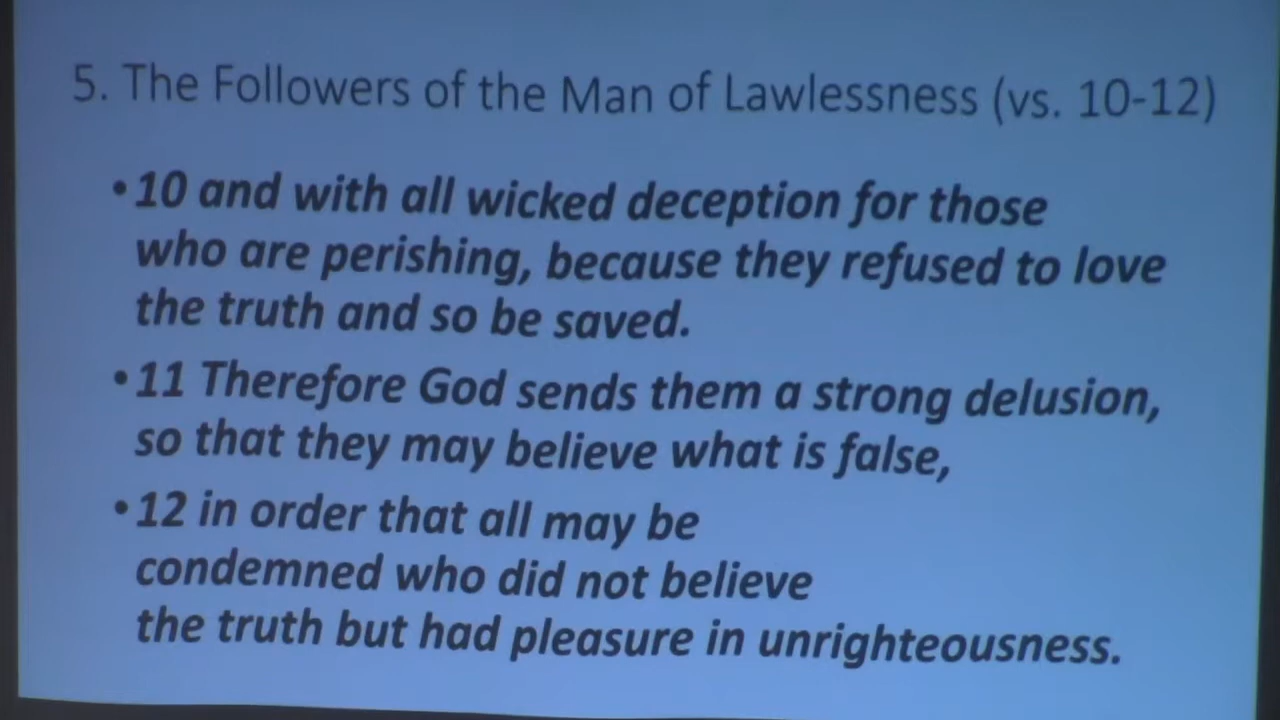 5. The Followers of the Man of Lawlessness (vs. 10-12)
•10 and with all wicked deception for those
who are perishing, because they refused to love
the truth and so be saved.
•11 Therefore God sends them a strong delusion,
so that they may believe what is false,
•12 in order that all may be
condemned who did not believe
the truth but had pleasure in unrighteousness.